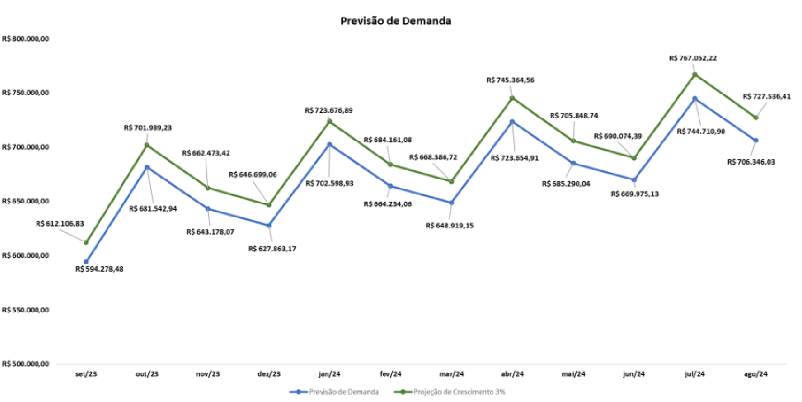 Previsão de Demanda
R$ 800.000,00
R$ 750.000,00
R$ 700.000,00
R$ 650.000,00
R$ 600.000,00
R$ 550.000,00
R$ 500.000,00
R$ 612.106,83
R$ 701.989,23
R$ 662.473,42
R$ 646.699,06
R$ 723.676,89
R$ 684.161,08
R$ 668.386,72
R$ 745.364,56
R$ 705.848,74
R$ 690.074,39
R$ 767.052,22
R$ 727.536,41
R$ 594.278,48
R$ 681.542,94
R$ 643.178,07
R$ 627.863,17
R$ 702.598,93
R$ 664.234,06
R$ 648.919,15
R$ 723.654,91
R$ 685.290,04
R$ 669.975,13
R$ 744.710,90
R$ 706.346,03
set/23 out/23 nov/23 dez/23 jan/24 fev/24 mar/24 abr/24 mai/24 jun/24 jul/24 ago/24
Previsão de Demanda Projeção de Crescimento 3%